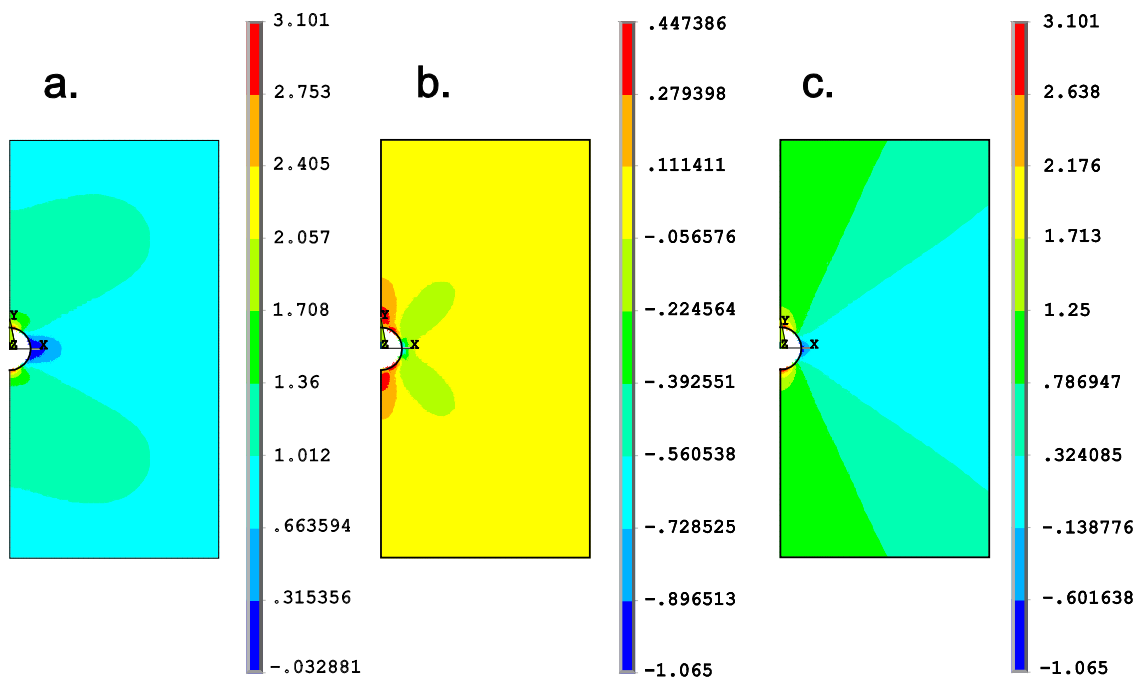 a.
3.101
2.753
2.405
2.057
1.708
1.36
1.012
.663594
.315356
-.032881
Y
Z
X
b.
.447386
.279398
.111411
-.056576
-.224564
-.392551
-.560538
-.728525
-.896513
-1.065
Y
Z
X
c.
3.101
2.638
2.176
1.713
1.25
.786947
.324085
-.138776
-.601638
-1.065
Y
Z
X